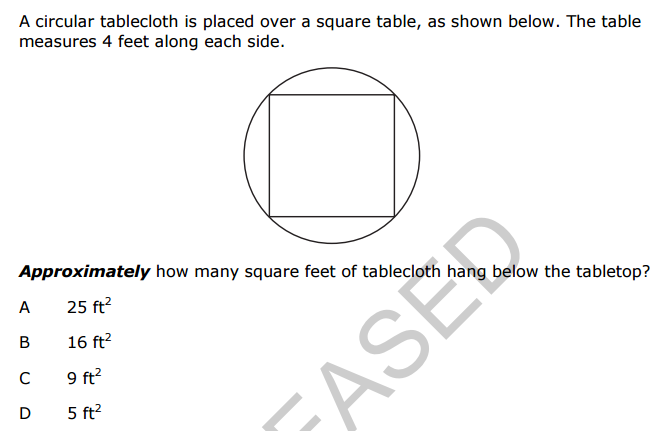 A circular tablecloth is placed over a square table, as shown below. The table
measures 4 feet along each side.
Approximately how many square feet of tablecloth hang below the tabletop?
A 25 ft²
B 16 ft²
C 9 ft²
D 5 ft²
EASED